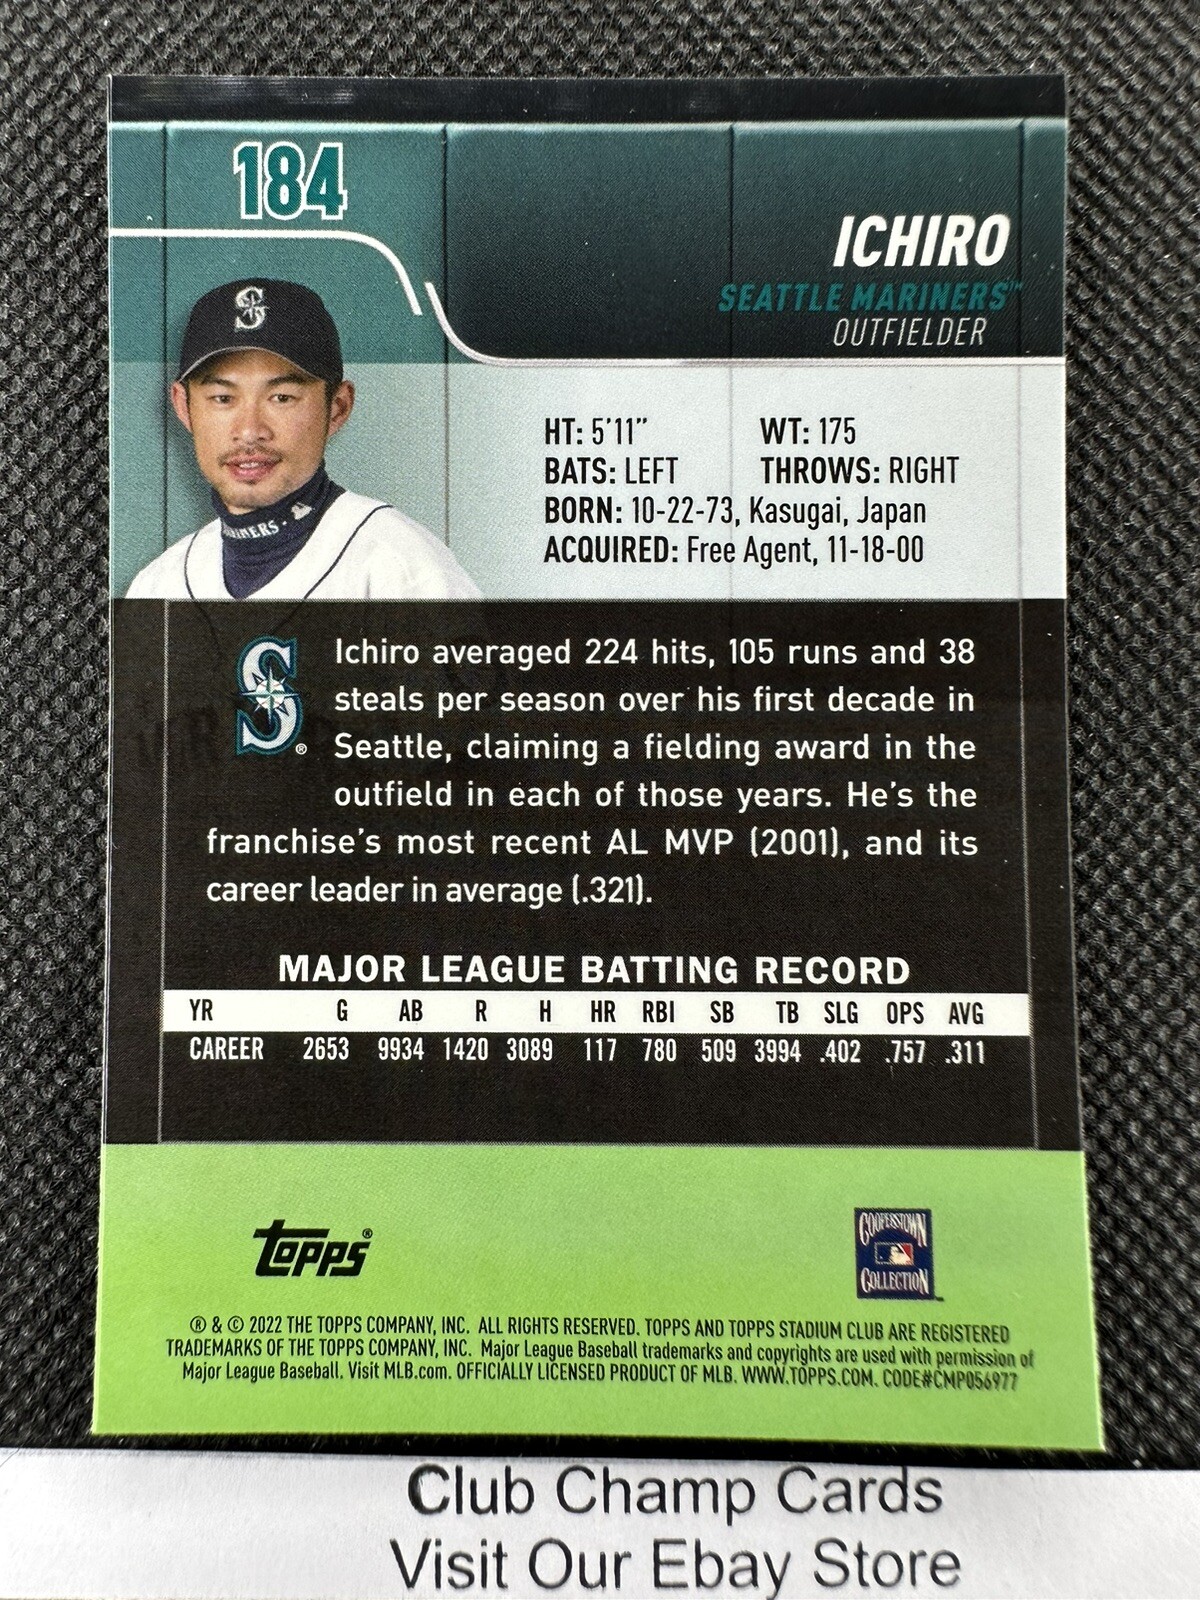 184
ICHIRO
SEATTLE MARINERS™
OUTFIELDER
S
MARINERS
HT: 5'11" WT: 175
BATS: LEFT THROWS: RIGHT
BORN: 10-22-73, Kasugai, Japan
ACQUIRED: Free Agent, 11-18-00
S®
Ichiro averaged 224 hits, 105 runs and 38
steals per season over his first decade in
Seattle, claiming a fielding award in the
outfield in each of those years. He's the
franchise's most recent AL MVP (2001), and its
career leader in average (.321).
MAJOR LEAGUE BATTING RECORD
YR G AB R H HR RBI SB TB SLG OPS AVG
CAREER 2653 9934 1420 3089 117 780 509 3994 .402 .757 .311
Topps®
COOPERSTOWN
COLLECTION
® & © 2022 THE TOPPS COMPANY, INC. ALL RIGHTS RESERVED. TOPPS AND TOPPS STADIUM CLUB ARE REGISTERED
TRADEMARKS OF THE TOPPS COMPANY, INC. Major League Baseball trademarks and copyrights are used with permission of
Major League Baseball. Visit MLB.com. OFFICIALLY LICENSED PRODUCT OF MLB. WWW.TOPPS.COM. CODE#CMP056977
Club Champ Cards
Visit Our Ebay Store